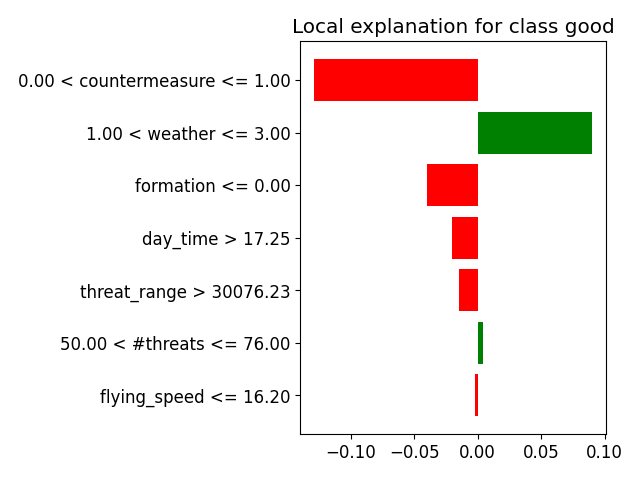 Local explanation for class good
0.00 < countermeasure <= 1.00
1.00 < weather <= 3.00
formation <= 0.00
day_time > 17.25
threat_range > 30076.23
50.00 < #threats <= 76.00
flying_speed <= 16.20
−0.10 −0.05 0.00 0.05 0.10